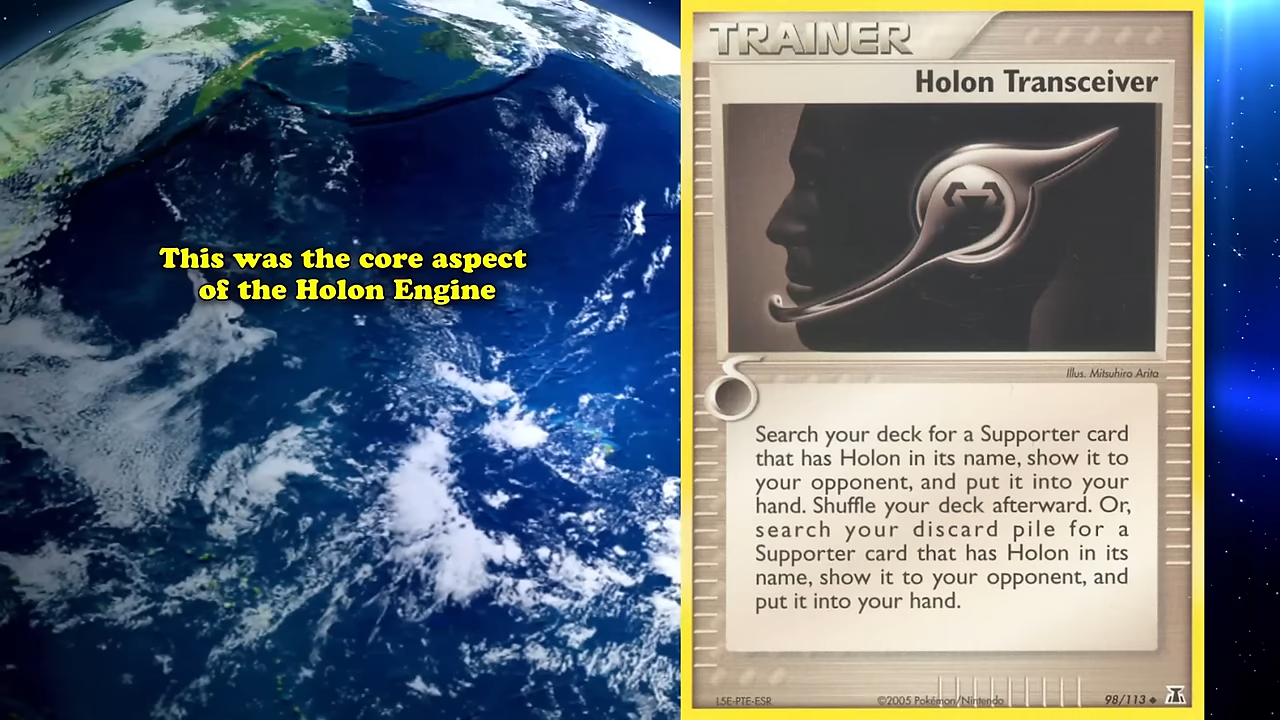 This was the core aspect
of the Holon Engine
TRAINER
Holon Transceiver
Illus. Mitsuhiro Arita
Search your deck for a Supporter card
that has Holon in its name, show it to
your opponent, and put it into your
hand. Shuffle your deck afterward. Or,
search your discard pile for a
Supporter card that has Holon in its
name, show it to your opponent, and
put it into your hand.
LSE-PTE-ESR ©2005 Pokémon/Nintendo 98/113